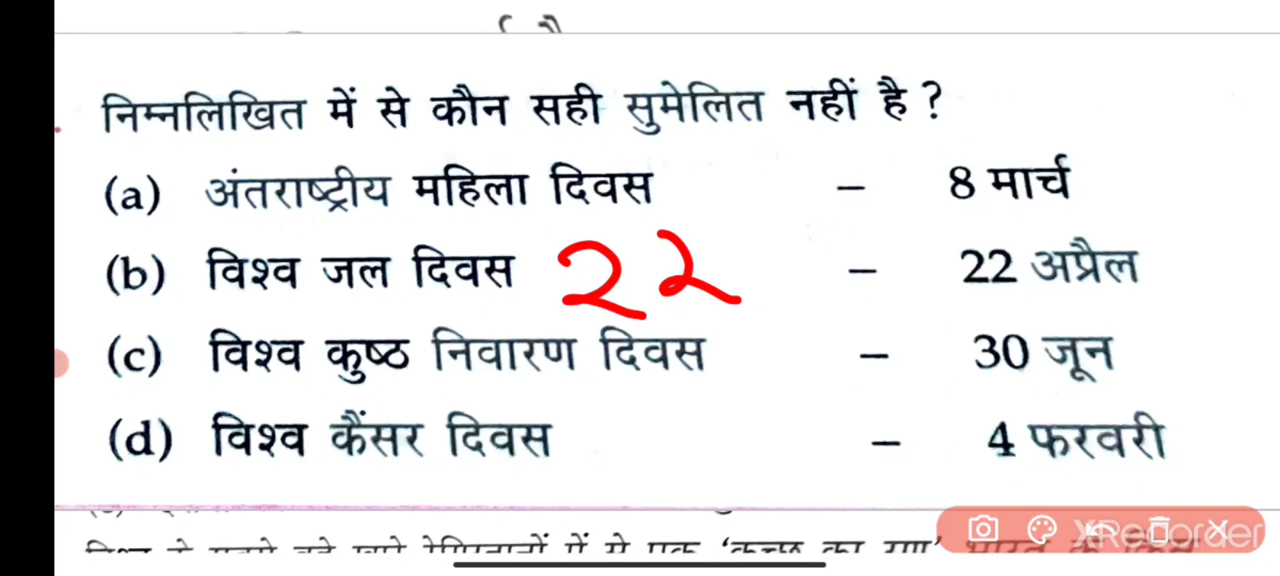 निम्नलिखित में से कौन सही सुमेलित नहीं है ?
(a) अंतराष्ट्रीय महिला दिवस – 8 मार्च
(b) विश्व जल दिवस 22 – 22 अप्रैल
(c) विश्व कुष्ठ निवारण दिवस – 30 जून
(d) विश्व कैंसर दिवस – 4 फरवरी
XRecorder